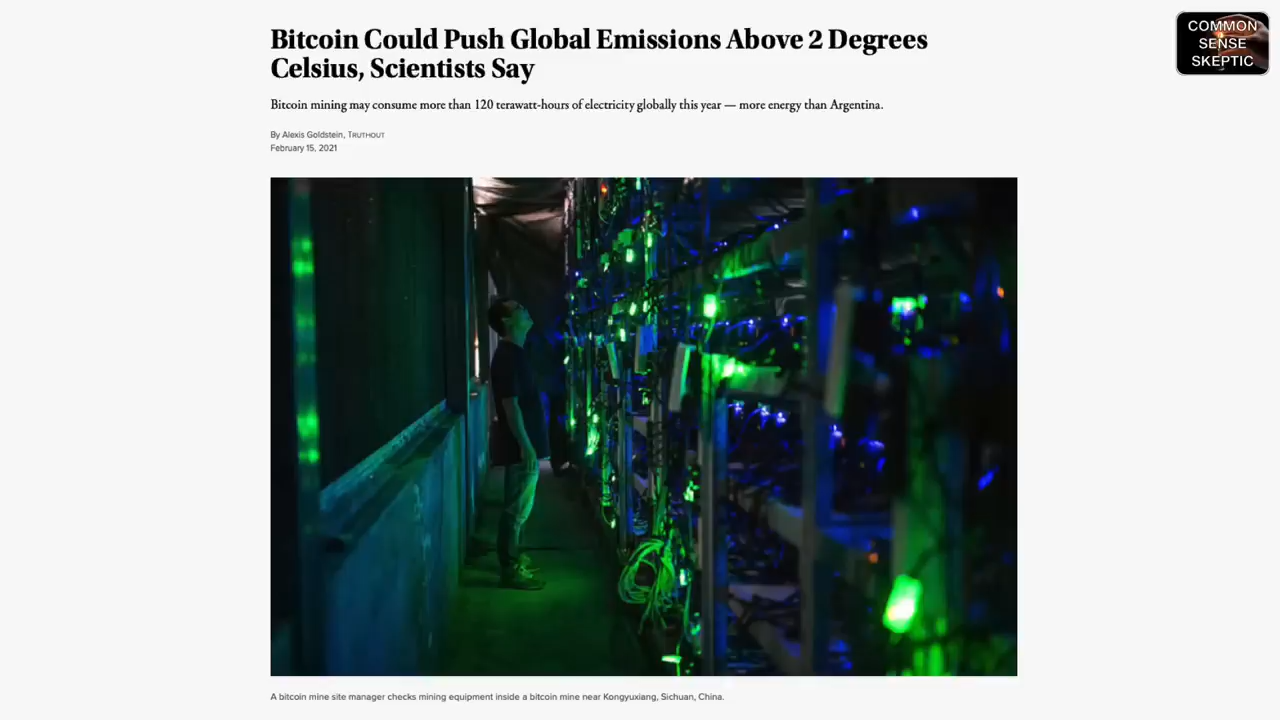 Bitcoin Could Push Global Emissions Above 2 Degrees
Celsius, Scientists Say
Bitcoin mining may consume more than 120 terawatt-hours of electricity globally this year — more energy than Argentina.
By Alexis Goldstein, TRUTHOUT
February 15, 2021
A bitcoin mine site manager checks mining equipment inside a bitcoin mine near Kongyuxiang, Sichuan, China.
COMMON
SENSE
SKEPTIC